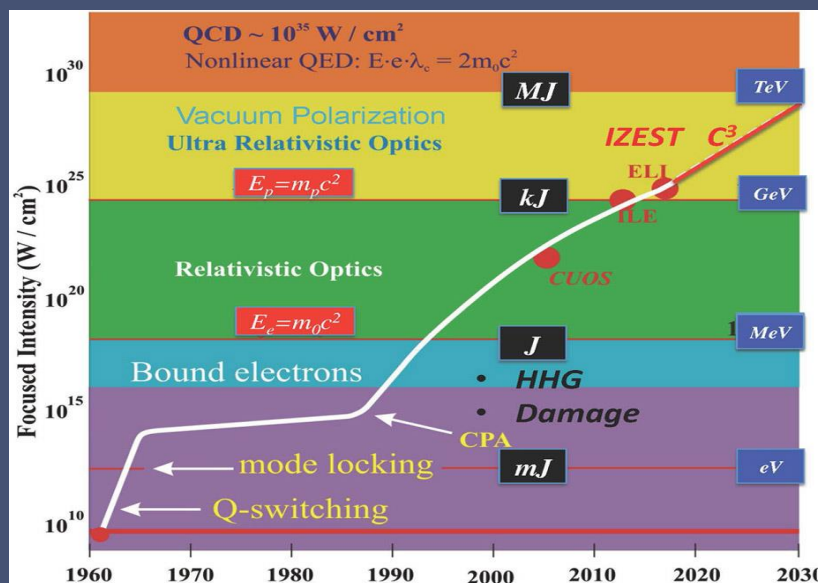 QCD ~ 10³⁵ W / cm²
Nonlinear QED: E·e·λc = 2m₀c²
10³⁰
MJ
TeV
Vacuum Polarization
Ultra Relativistic Optics
IZEST C³
ELI
10²⁵
Eₚ=mₚc²
kJ
GeV
ILE
Relativistic Optics
CUOS
10²⁰
Eₑ=m₀c²
J
1
MeV
Bound electrons
• HHG
• Damage
10¹⁵
CPA
mode locking
mJ
eV
Q-switching
10¹⁰
Focused Intensity (W / cm²)
1960 1970 1980 1990 2000 2010 2020 2030